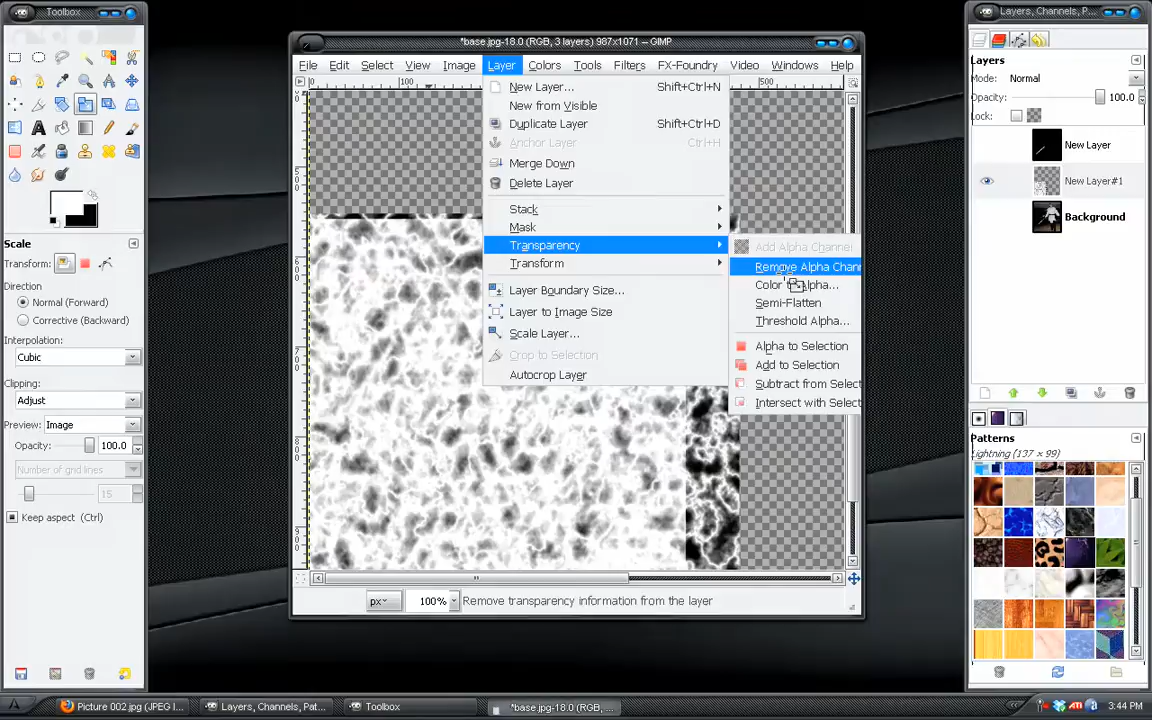 Toolbox
*base.jpg-18.0 (RGB, 3 layers) 987x1071 – GIMP
Layers, Channels, P...
File Edit Select View Image Layer Colors Tools Filters FX-Foundry Video Windows Help
0 100 500
New Layer... Shift+Ctrl+N
New from Visible
Duplicate Layer Shift+Ctrl+D
Anchor Layer Ctrl+H
Merge Down
Delete Layer
Stack
Mask
Transparency
Transform
Layer Boundary Size...
Layer to Image Size
Scale Layer...
Crop to Selection
Autocrop Layer
Add Alpha Channel
Remove Alpha Chann
Color to Alpha...
Semi-Flatten
Threshold Alpha...
Alpha to Selection
Add to Selection
Subtract from Select
Intersect with Select
Scale
Transform:
Direction
Normal (Forward)
Corrective (Backward)
Interpolation:
Cubic
Clipping:
Adjust
Preview: Image
Opacity: 100.0
Number of grid lines
15
Keep aspect (Ctrl)
px 100% Remove transparency information from the layer
Layers
Mode: Normal
Opacity: 100.0
Lock:
New Layer
New Layer#1
Background
Patterns
Lightning (137 × 99)
Picture 002.jpg (JPEG I...
Layers, Channels, Pat...
Toolbox
*base.jpg-18.0 (RGB, ...
3:44 PM